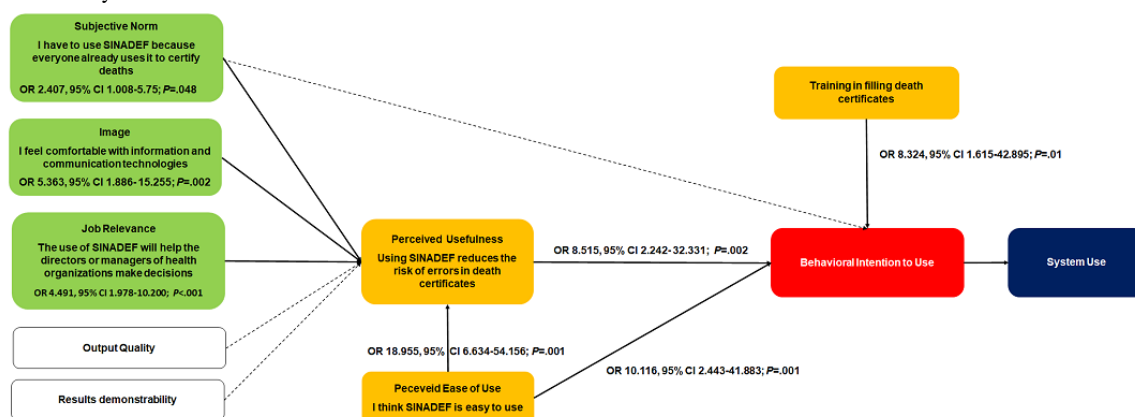 Subjective Norm
I have to use SINADEF because
everyone already uses it to certify
deaths
OR 2.407, 95% CI 1.008-5.75; P=.048
Image
I feel comfortable with information and
communication technologies
OR 5.363, 95% CI 1.886- 15.255; P=.002
Job Relevance
The use of SINADEF will help the
directors or managers of health
organizations make decisions
OR 4.491, 95% CI 1.978-10.200; P<.001
Output Quality
Results demonstrability
Perceived Usefulness
Using SINADEF reduces the
risk of errors in death
certificates
OR 18.955, 95% CI 6.634-54.156; P=.001
Peceveid Ease of Use
I think SINADEF is easy to use
OR 8.515, 95% CI 2.242-32.331; P=.002
OR 10.116, 95% CI 2.443-41.883; P=.001
Training in filling death
certificates
OR 8.324, 95% CI 1.615-42.895; P=.01
Behavioral Intention to Use
System Use